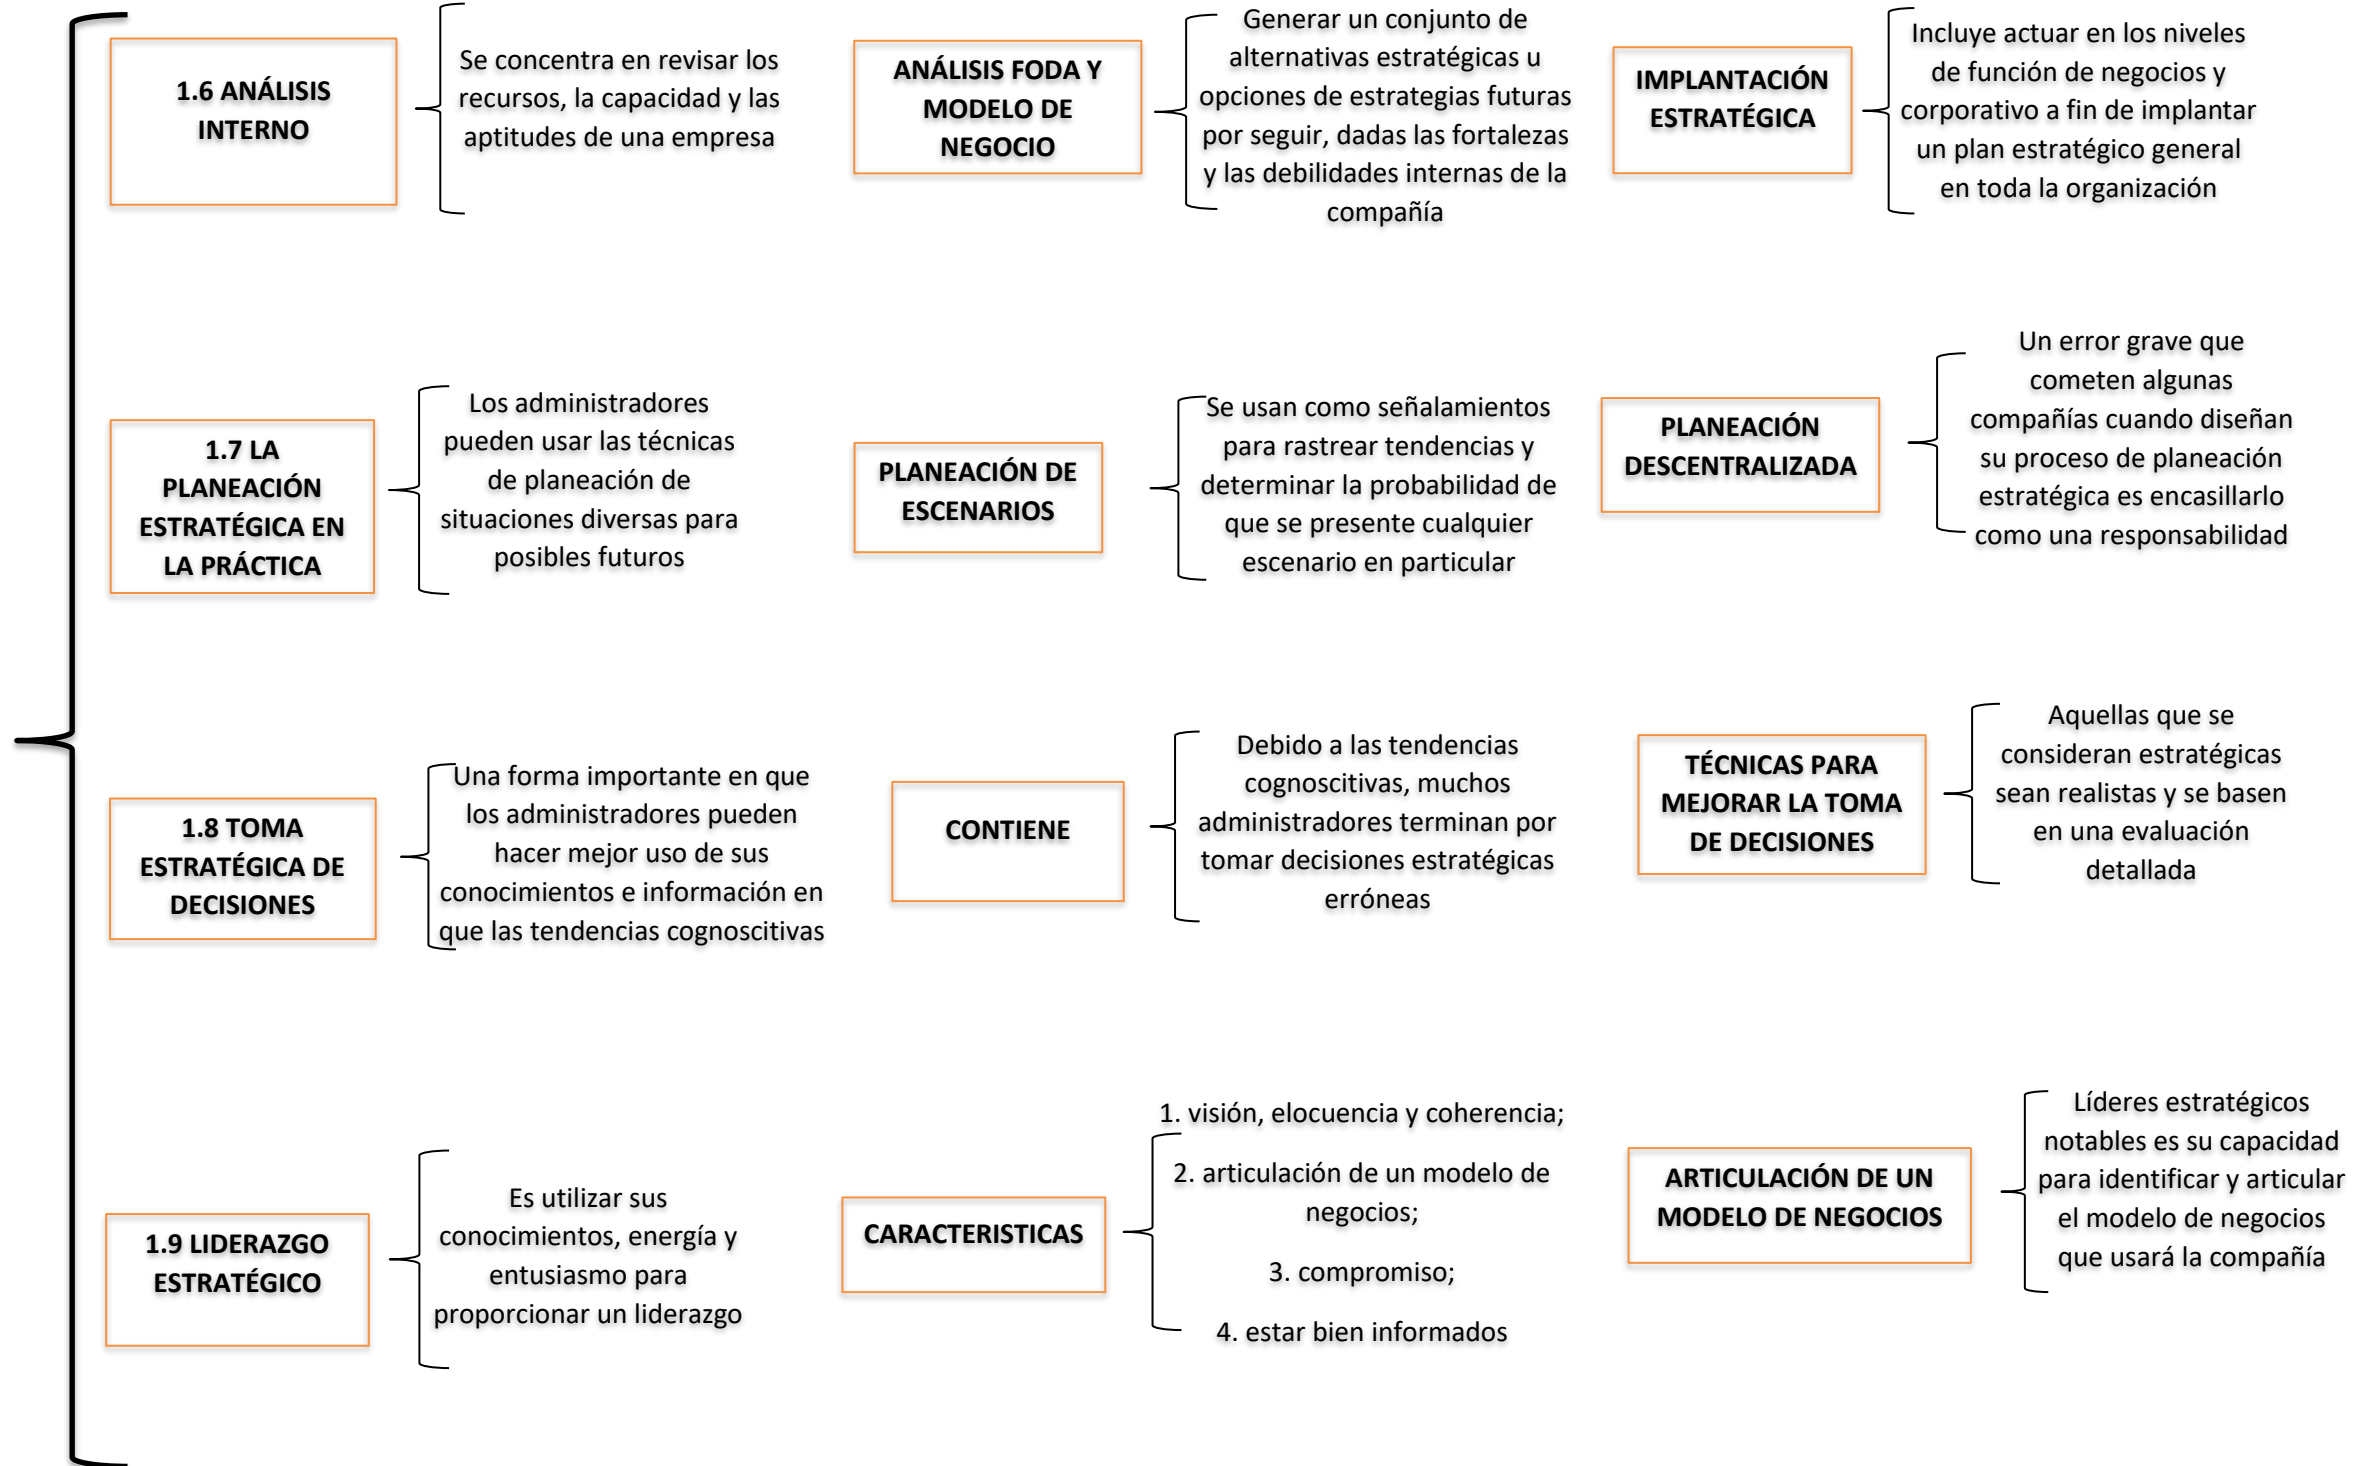 1.6 ANÁLISIS
INTERNO
Se concentra en revisar los
recursos, la capacidad y las
aptitudes de una empresa
ANÁLISIS FODA Y
MODELO DE
NEGOCIO
Generar un conjunto de
alternativas estratégicas u
opciones de estrategias futuras
por seguir, dadas las fortalezas
y las debilidades internas de la
compañía
IMPLANTACIÓN
ESTRATÉGICA
Incluye actuar en los niveles
de función de negocios y
corporativo a fin de implantar
un plan estratégico general
en toda la organización
1.7 LA
PLANEACIÓN
ESTRATÉGICA EN
LA PRÁCTICA
Los administradores
pueden usar las técnicas
de planeación de
situaciones diversas para
posibles futuros
PLANEACIÓN DE
ESCENARIOS
Se usan como señalamientos
para rastrear tendencias y
determinar la probabilidad de
que se presente cualquier
escenario en particular
PLANEACIÓN
DESCENTRALIZADA
Un error grave que
cometen algunas
compañías cuando diseñan
su proceso de planeación
estratégica es encasillarlo
como una responsabilidad
1.8 TOMA
ESTRATÉGICA DE
DECISIONES
Una forma importante en que
los administradores pueden
hacer mejor uso de sus
conocimientos e información en
que las tendencias cognoscitivas
CONTIENE
Debido a las tendencias
cognoscitivas, muchos
administradores terminan por
tomar decisiones estratégicas
erróneas
TÉCNICAS PARA
MEJORAR LA TOMA
DE DECISIONES
Aquellas que se
consideran estratégicas
sean realistas y se basen
en una evaluación
detallada
1.9 LIDERAZGO
ESTRATÉGICO
Es utilizar sus
conocimientos, energía y
entusiasmo para
proporcionar un liderazgo
CARACTERISTICAS
1. visión, elocuencia y coherencia;
2. articulación de un modelo de
negocios;
3. compromiso;
4. estar bien informados
ARTICULACIÓN DE UN
MODELO DE NEGOCIOS
Líderes estratégicos
notables es su capacidad
para identificar y articular
el modelo de negocios
que usará la compañía